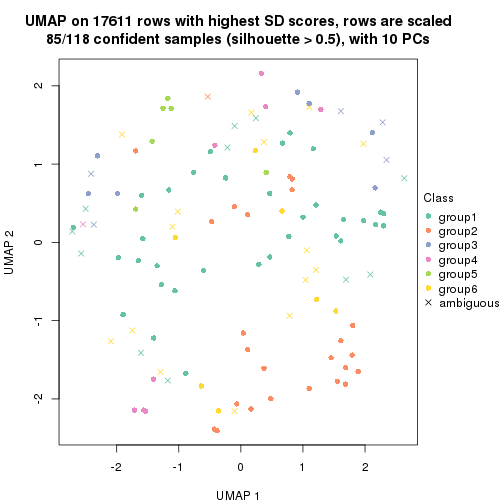 UMAP on 17611 rows with highest SD scores, rows are scaled
85/118 confident samples (silhouette > 0.5), with 10 PCs
2
1
0
-1
-2
UMAP 2
-2
-1
0
1
2
UMAP 1
Class
group1
group2
group3
group4
group5
group6
ambiguous